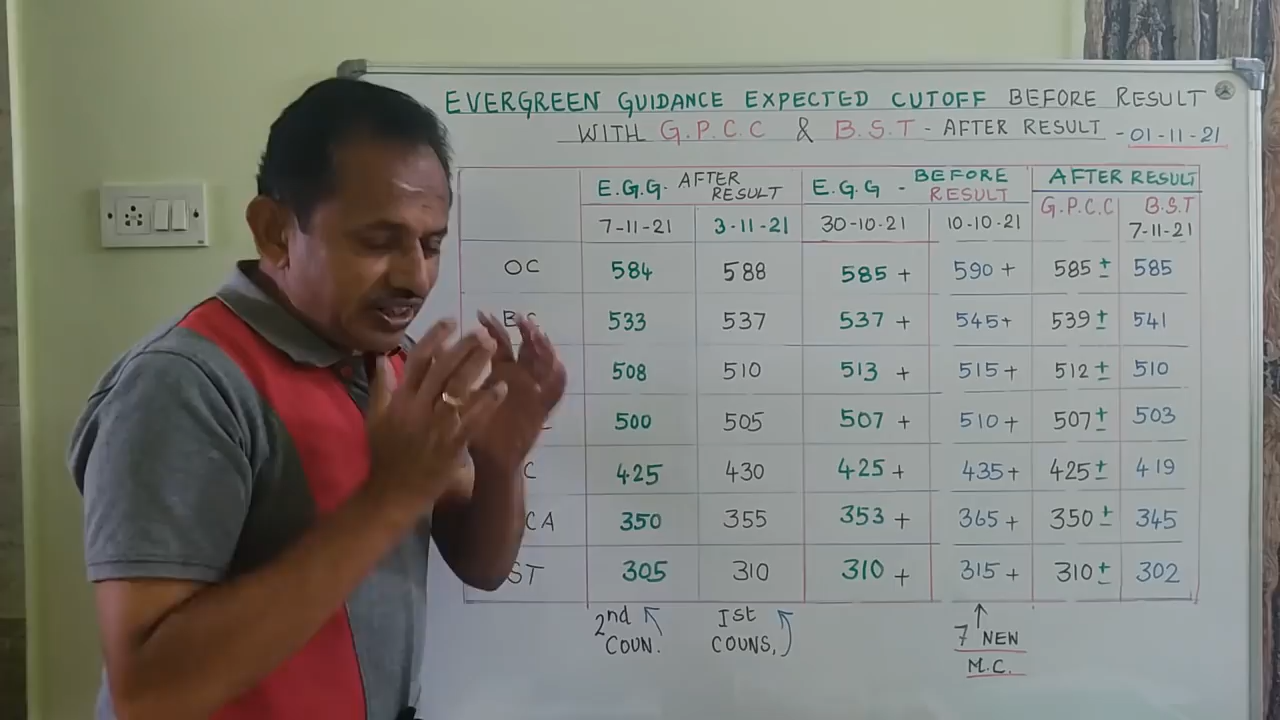 EVERGREEN GUIDANCE EXPECTED CUTOFF BEFORE RESULT
WITH G.P.C.C & B.S.T - AFTER RESULT - 01-11-21
E.G.G. AFTER RESULT E.G.G - BEFORE RESULT AFTER RESULT
7-11-21 3-11-21 30-10-21 10-10-21 G.P.C.C B.S.T 7-11-21
OC 584 588 585 + 590 + 585 ± 585
533 537 537 + 545+ 539 ± 541
508 510 513 + 515+ 512 ± 510
500 505 507 + 510+ 507 ± 503
C 425 430 425 + 435+ 425 ± 419
CA 350 355 353 + 365+ 350 ± 345
ST 305 310 310 + 315+ 310 ± 302
2nd COUN. Ist COUNS, 7 NEN
M.C.